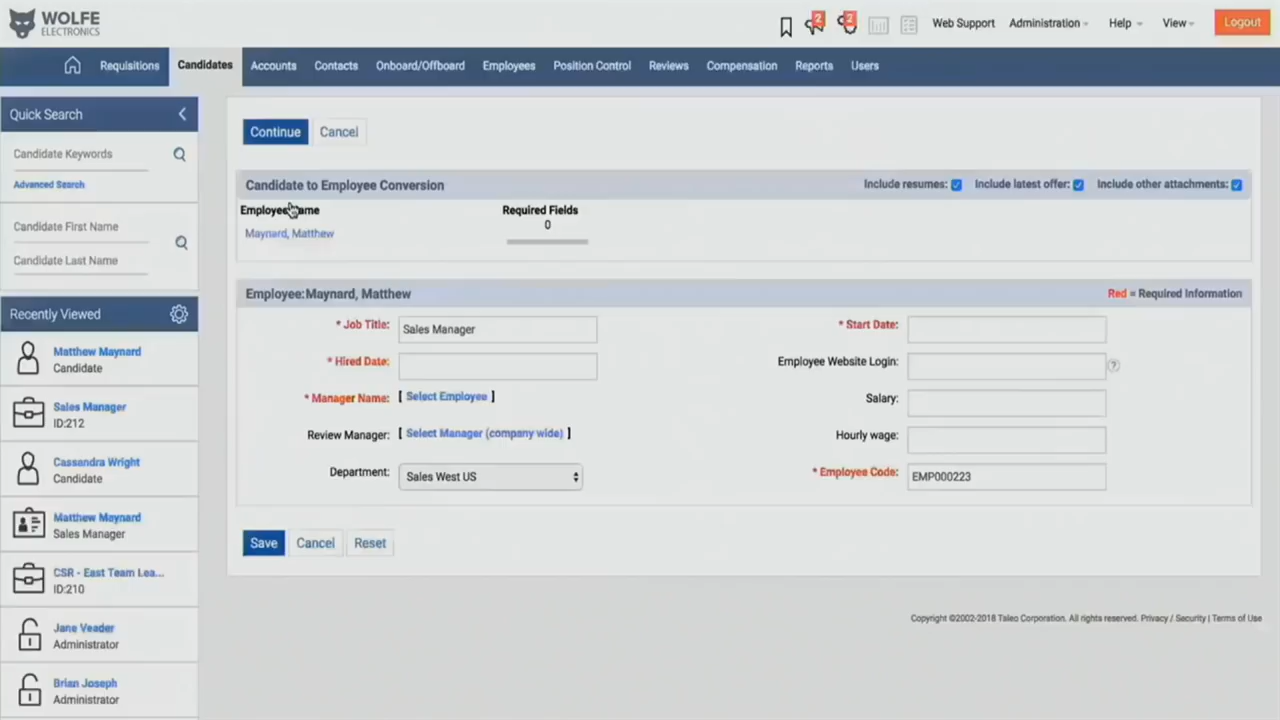 WOLFE
ELECTRONICS
2
2
Web Support
Administration
Help
View
Logout
Requisitions
Candidates
Accounts
Contacts
Onboard/Offboard
Employees
Position Control
Reviews
Compensation
Reports
Users
Quick Search
Candidate Keywords
Advanced Search
Candidate First Name
Candidate Last Name
Recently Viewed
Matthew Maynard
Candidate
Sales Manager
ID:212
Cassandra Wright
Candidate
Matthew Maynard
Sales Manager
CSR - East Team Lea...
ID:210
Jane Veader
Administrator
Brian Joseph
Administrator
Continue
Cancel
Candidate to Employee Conversion
Include resumes:
Include latest offer:
Include other attachments:
Employee Name
Required Fields
Maynard, Matthew
0
Employee:Maynard, Matthew
Red = Required Information
* Job Title: Sales Manager
* Start Date:
* Hired Date:
Employee Website Login:
?
* Manager Name: [ Select Employee ]
Salary:
Review Manager: [ Select Manager (company wide) ]
Hourly wage:
Department: Sales West US
* Employee Code: EMP000223
Save
Cancel
Reset
Copyright ©2002-2018 Taleo Corporation. All rights reserved. Privacy / Security | Terms of Use